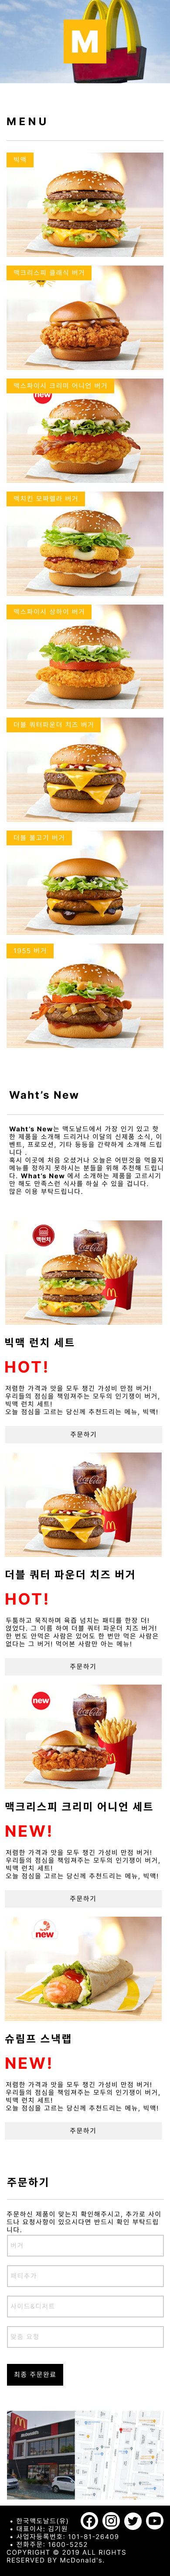 M
MENU
빅맥
맥크리스피 클래식 버거
맥스파이시 크리미 어니언 버거
new
맥치킨 모짜렐라 버거
맥스파이시 상하이 버거
더블 쿼터파운더 치즈 버거
더블 불고기 버거
1955 버거
Waht's New
Waht's New는 맥도날드에서 가장 인기 있고 핫
한 제품을 소개해 드리거나 이달의 신제품 소식, 이
벤트, 프로모션, 기타 등등을 간략하게 소개해 드립
니다 .
혹시 이곳에 처음 오셨거나 오늘은 어떤것을 먹을지
메뉴를 정하지 못하시는 분들을 위해 추천해 드립니
다. What's New 에서 소개하는 제품을 고르시기
만 해도 만족스런 식사를 하실 수 있을 겁니다.
많은 이용 부탁드립니다.
맥런치
Coca-Cola
빅맥 런치 세트
HOT!
저렴한 가격과 맛을 모두 챙긴 가성비 만점 버거!
우리들의 점심을 책임져주는 모두의 인기쟁이 버거,
빅맥 런치 세트!
오늘 점심을 고르는 당신께 추천드리는 메뉴, 빅맥!
주문하기
Coca-Cola
더블 쿼터 파운더 치즈 버거
HOT!
두툼하고 묵직하며 육즙 넘치는 패티를 한장 더!
얹었다. 그 이름 하여 더블 쿼터 파운더 치즈 버거!
한 번도 안먹은 사람은 있어도 한 번만 먹은 사람은
없다는 그 버거! 먹어본 사람만 아는 메뉴!
주문하기
new
Coca-Cola
맥크리스피 크리미 어니언 세트
NEW!
저렴한 가격과 맛을 모두 챙긴 가성비 만점 버거!
우리들의 점심을 책임져주는 모두의 인기쟁이 버거,
빅맥 런치 세트!
오늘 점심을 고르는 당신께 추천드리는 메뉴, 빅맥!
주문하기
new
슈림프 스낵랩
NEW!
저렴한 가격과 맛을 모두 챙긴 가성비 만점 버거!
우리들의 점심을 책임져주는 모두의 인기쟁이 버거,
빅맥 런치 세트!
오늘 점심을 고르는 당신께 추천드리는 메뉴, 빅맥!
주문하기
주문하기
주문하신 제품이 맞는지 확인해주시고, 추가로 사이
드나 요청사항이 있으시다면 반드시 확인 부탁드립
니다.
버거
패티추가
사이드&디저트
맞춤 요청
최종 주문완료
한국맥도날드(유)
대표이사: 김기원
사업자등록번호: 101-81-26409
전화주문: 1600-5252
COPYRIGHT © 2019 ALL RIGHTS
RESERVED BY McDonald's.